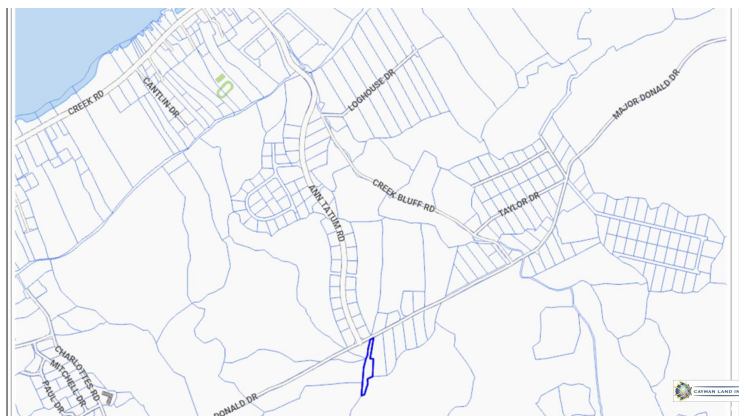 CREEK RD
CANTLIN DR
LOGHOUSE DR
MAJOR DONALD DR
CREEK BLUFF RD
TAYLOR DR
ANN TATUM RD
CHARLOTTES RD
MITCHELL DR
PAUL DR
DONALD DR
CAYMAN LAND IN